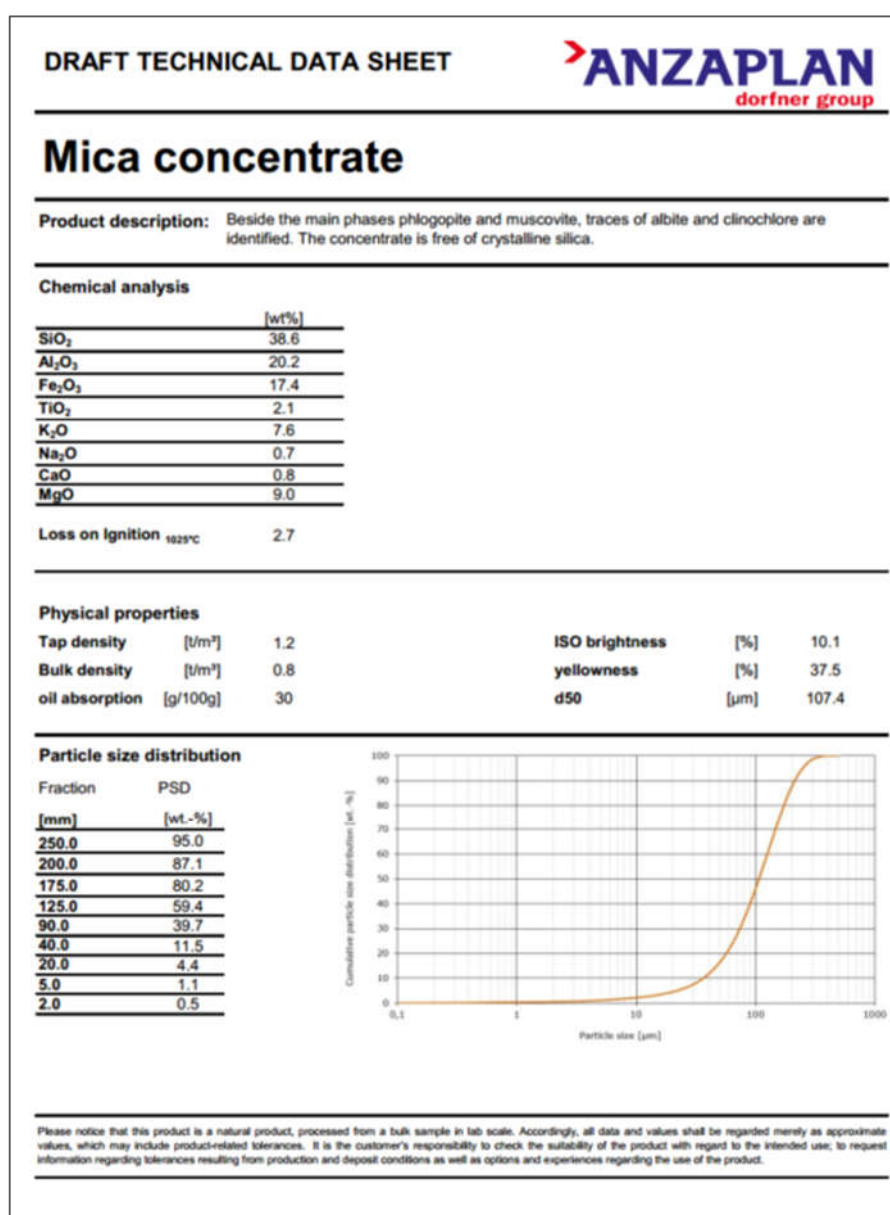 DRAFT TECHNICAL DATA SHEET
ANZAPLAN
dorfner group
Mica concentrate
Product description: Beside the main phases phlogopite and muscovite, traces of albite and clinochlore are
identified. The concentrate is free of crystalline silica.
Chemical analysis
[wt%]
SiO₂ 38.6
Al₂O₃ 20.2
Fe₂O₃ 17.4
TiO₂ 2.1
K₂O 7.6
Na₂O 0.7
CaO 0.8
MgO 9.0
Loss on Ignition 1025°C 2.7
Physical properties
Tap density [t/m³] 1.2 ISO brightness [%] 10.1
Bulk density [t/m³] 0.8 yellowness [%] 37.5
oil absorption [g/100g] 30 d50 [µm] 107.4
Particle size distribution
Fraction PSD
[mm] [wt.-%]
250.0 95.0
200.0 87.1
175.0 80.2
125.0 59.4
90.0 39.7
40.0 11.5
20.0 4.4
5.0 1.1
2.0 0.5
Cumulative particle size distribution [wt. -%]
100
90
80
70
60
50
40
30
20
10
0
0,1 1 10 100 1000
Particle size [µm]
Please notice that this product is a natural product, processed from a bulk sample in lab scale. Accordingly, all data and values shall be regarded merely as approximate
values, which may include product-related tolerances. It is the customer's responsibility to check the suitability of the product with regard to the intended use; to request
information regarding tolerances resulting from production and deposit conditions as well as options and experiences regarding the use of the product.